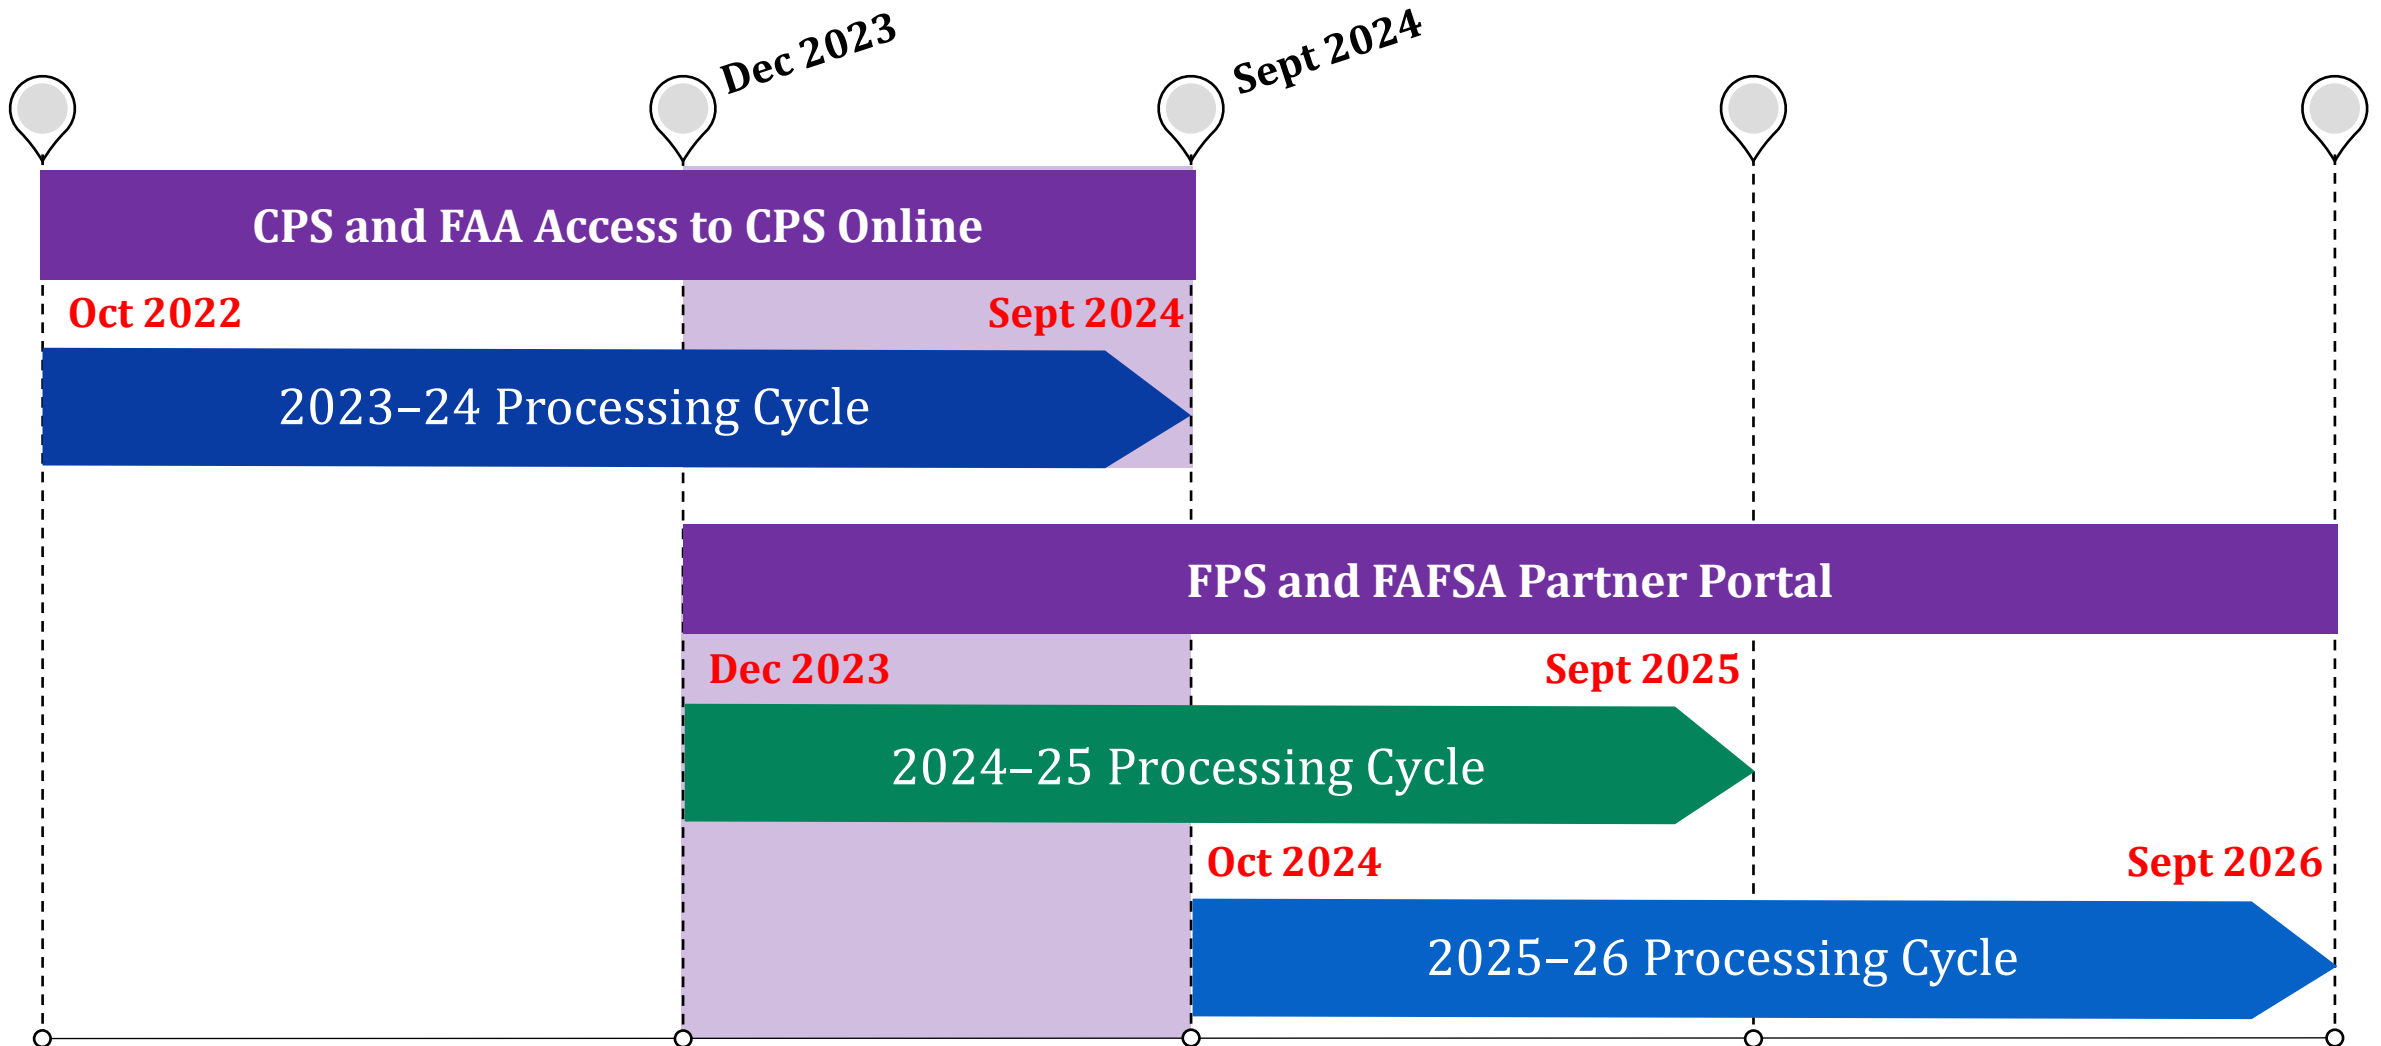 Dec 2023
Sept 2024
CPS and FAA Access to CPS Online
Oct 2022
Sept 2024
2023–24 Processing Cycle
FPS and FAFSA Partner Portal
Dec 2023
Sept 2025
2024–25 Processing Cycle
Oct 2024
Sept 2026
2025–26 Processing Cycle